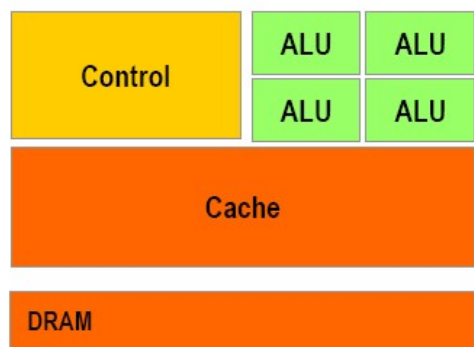 Control
ALU ALU
ALU ALU
Cache
DRAM